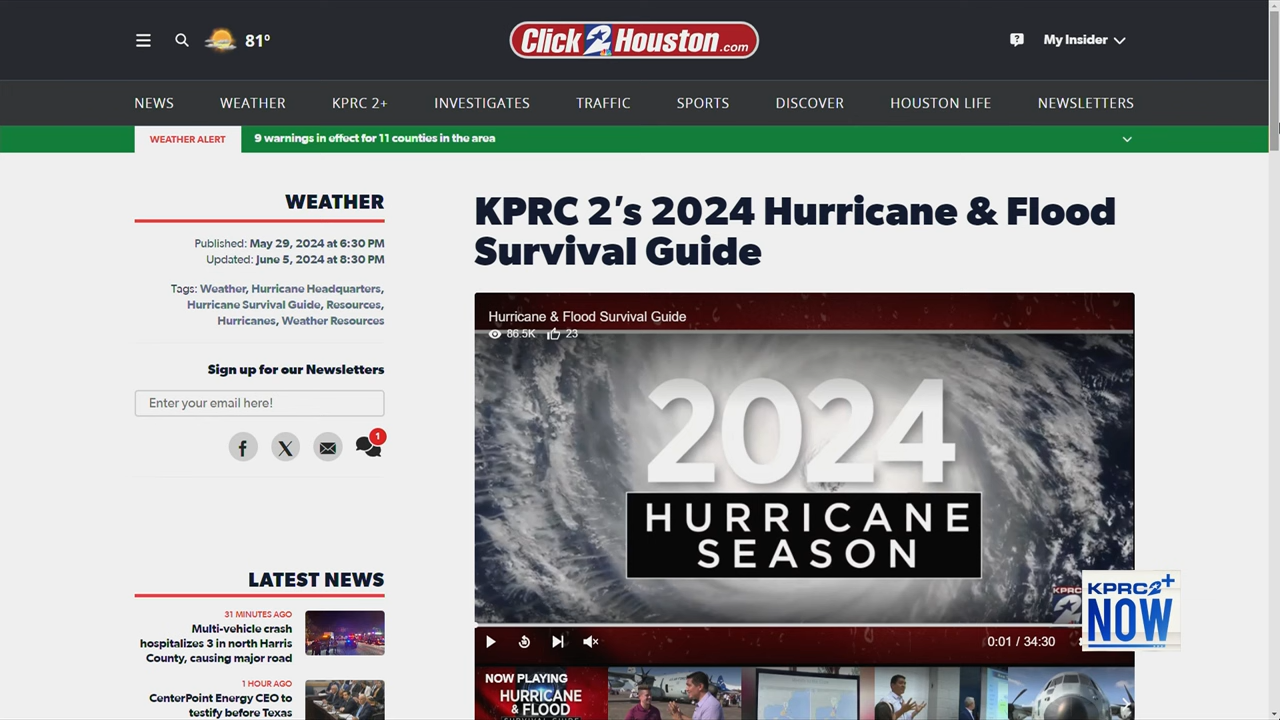 81°
Click2Houston.com
My Insider
NEWS
WEATHER
KPRC 2+
INVESTIGATES
TRAFFIC
SPORTS
DISCOVER
HOUSTON LIFE
NEWSLETTERS
WEATHER ALERT
9 warnings in effect for 11 counties in the area
WEATHER
Published: May 29, 2024 at 6:30 PM
Updated: June 5, 2024 at 8:30 PM
Tags: Weather, Hurricane Headquarters,
Hurricane Survival Guide, Resources,
Hurricanes, Weather Resources
Sign up for our Newsletters
Enter your email here!
1
LATEST NEWS
31 MINUTES AGO
Multi-vehicle crash
hospitalizes 3 in north Harris
County, causing major road
1 HOUR AGO
CenterPoint Energy CEO to
testify before Texas
KPRC 2's 2024 Hurricane & Flood
Survival Guide
Hurricane & Flood Survival Guide
86.5K 23
2024
HURRICANE
SEASON
KPRC
2
0:01 / 34:30
KPRC 2+
NOW
NOW PLAYING
HURRICANE
& FLOOD
SURVIVAL GUIDE